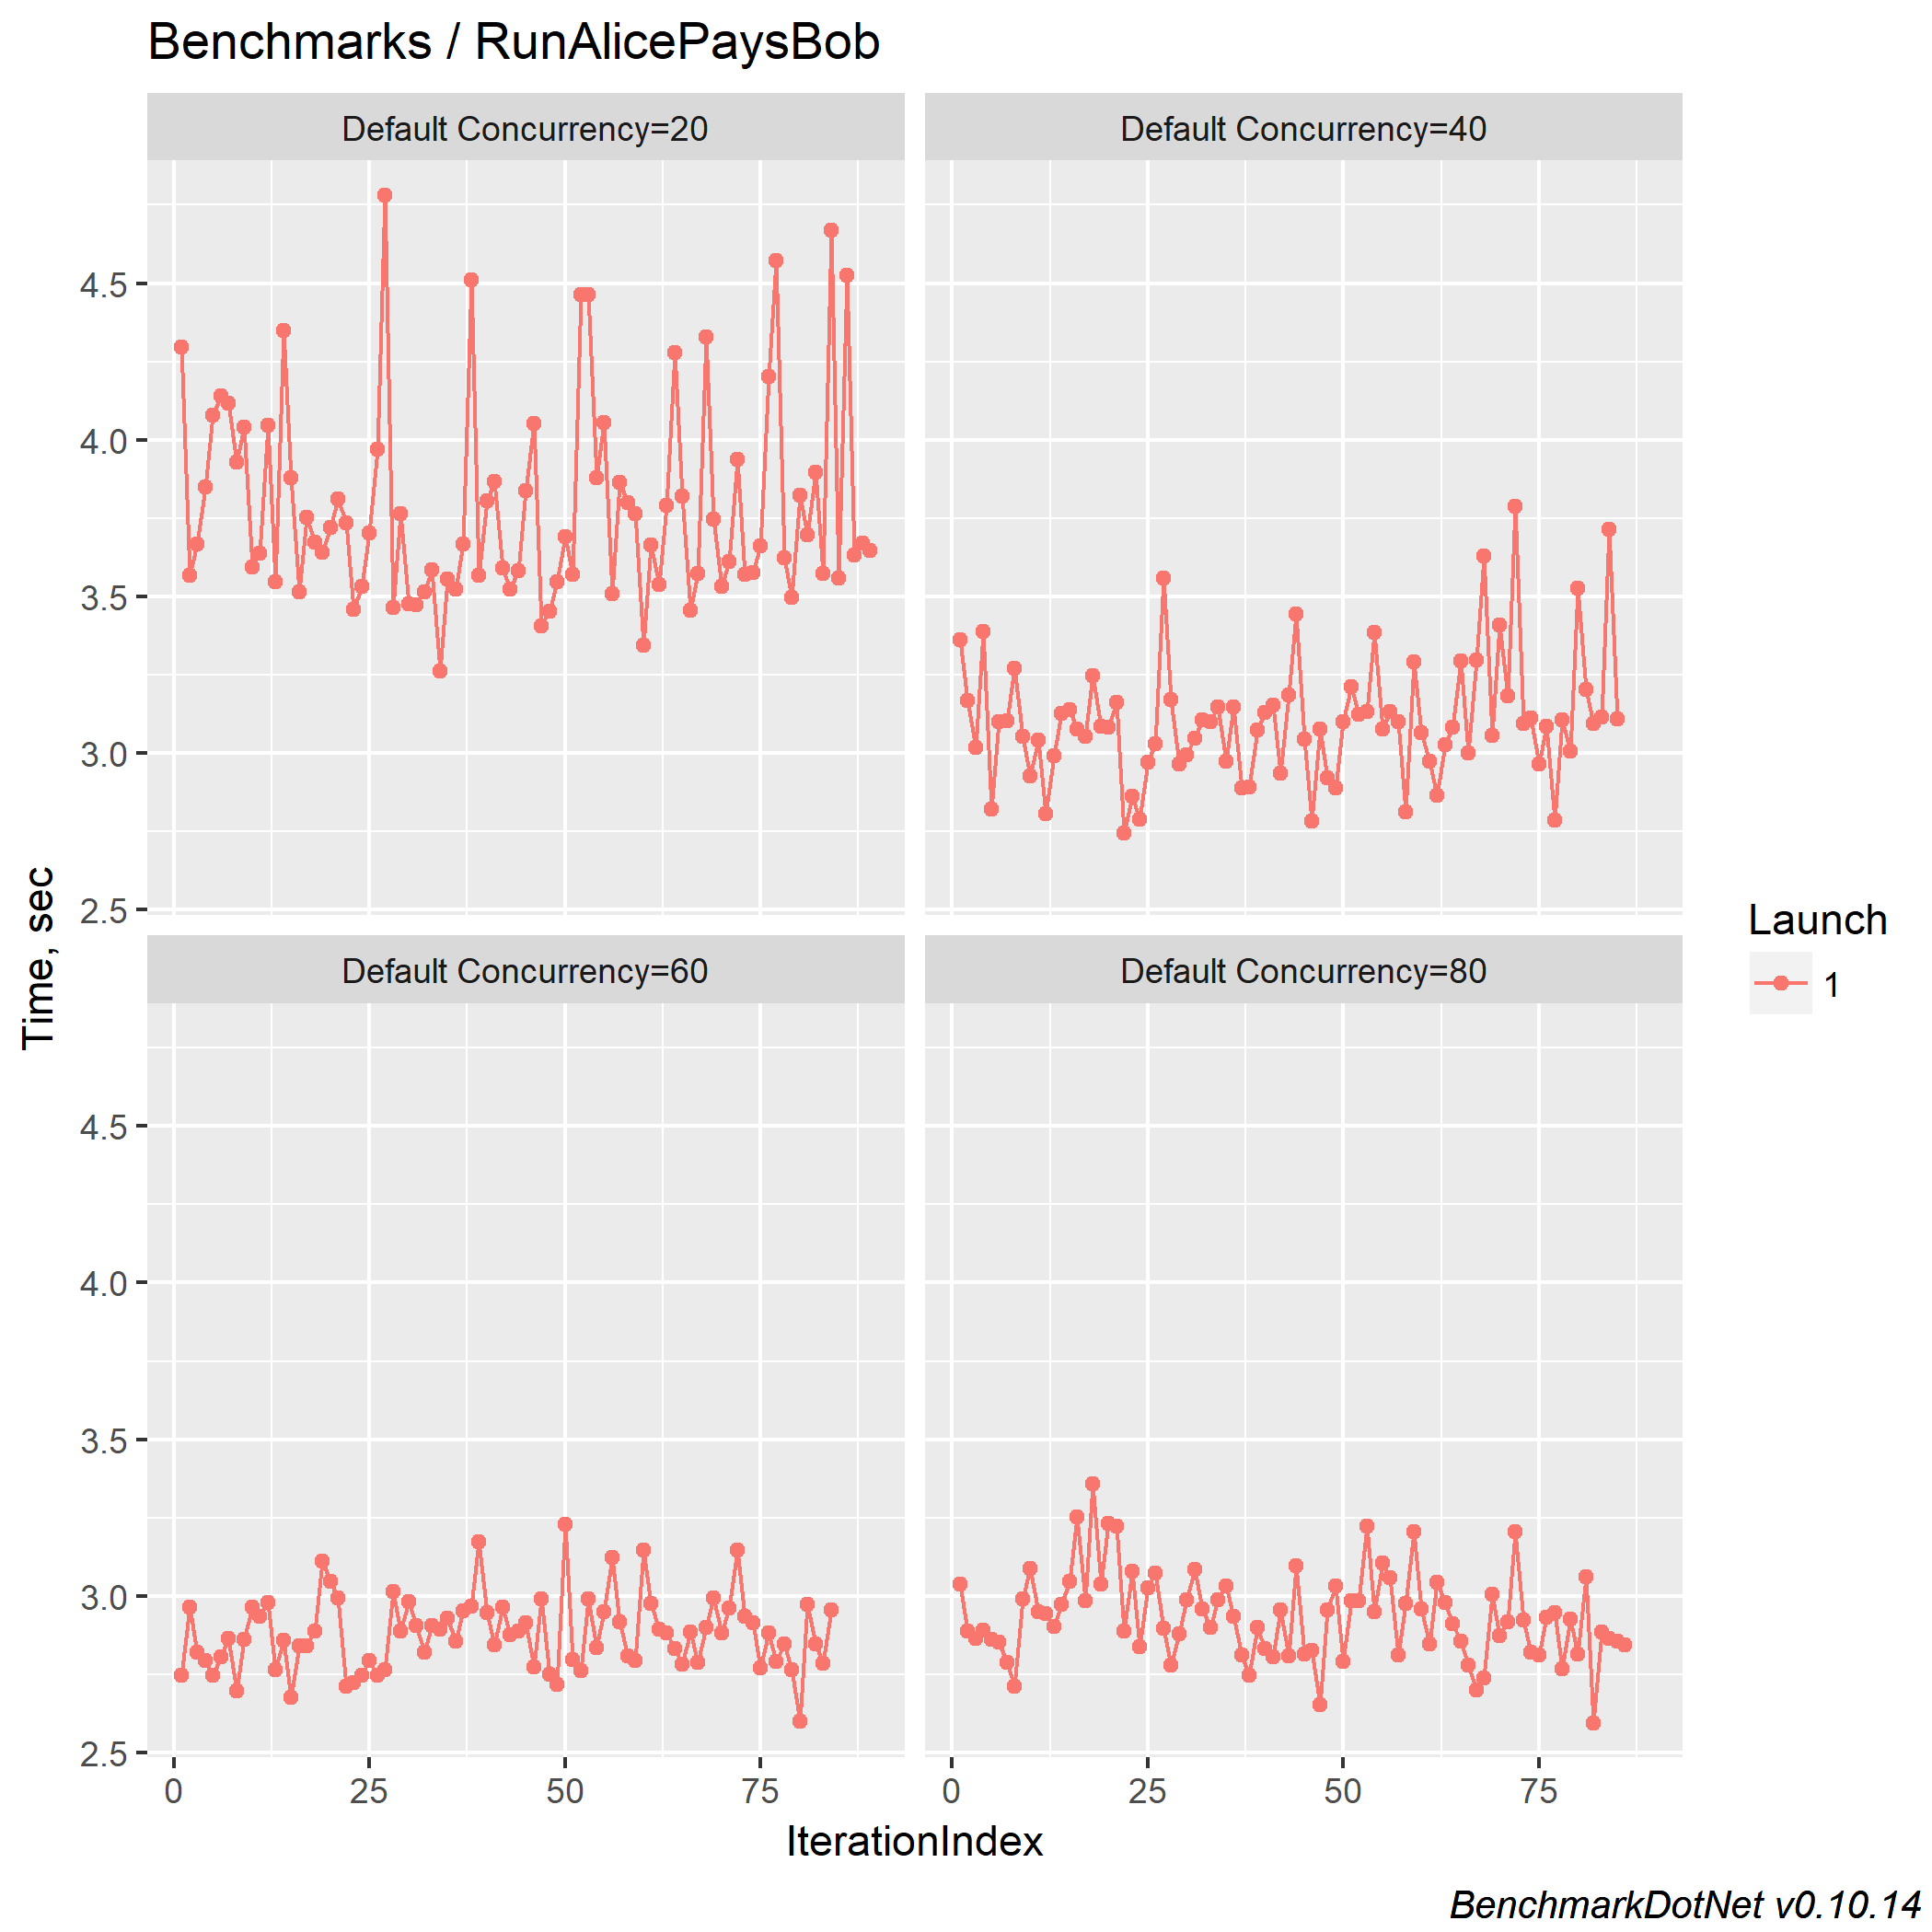 Benchmarks / RunAlicePaysBob
Default Concurrency=20
Default Concurrency=40
4.5
4.0
3.5
3.0
2.5
Default Concurrency=60
Default Concurrency=80
4.5
4.0
3.5
3.0
2.5
0 25 50 75
0 25 50 75
Time, sec
IterationIndex
Launch
1
BenchmarkDotNet v0.10.14